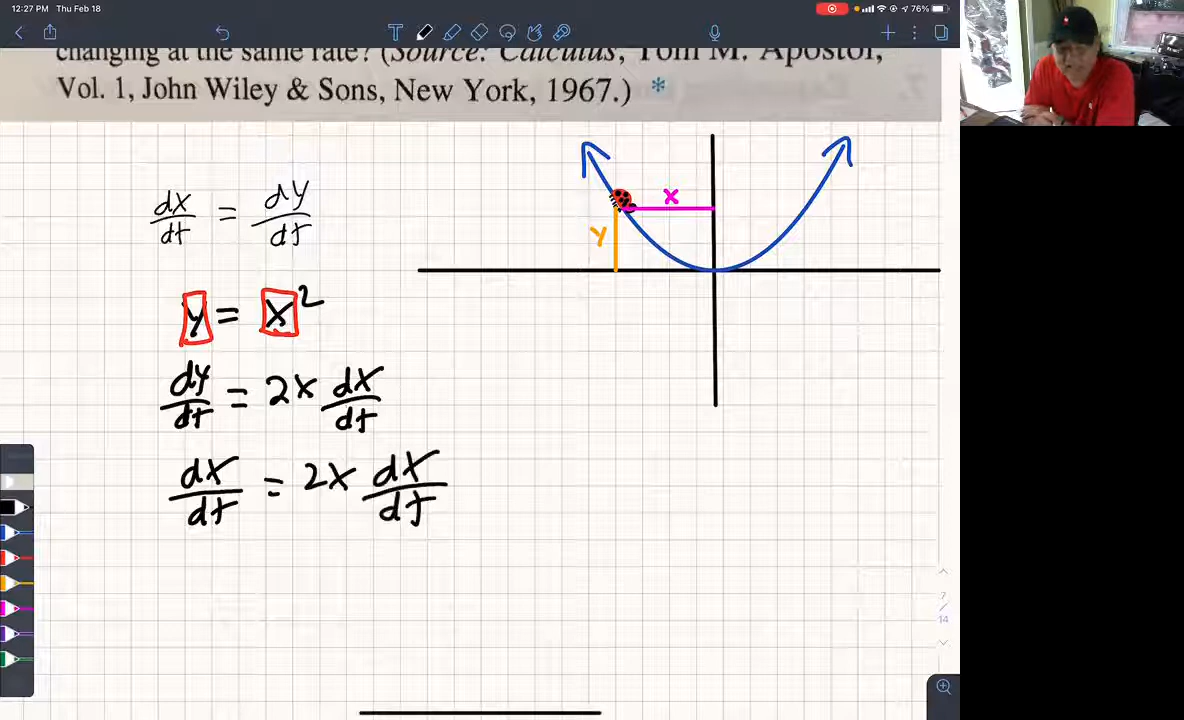 12:27 PM Thu Feb 18
76%
changing at the same rate? (Source: Calculus, Tom M. Apostor,
Vol. 1, John Wiley & Sons, New York, 1967.) *
dx/dt = dy/dt
x
y
y = x²
dy/dt = 2x dx/dt
dx/dt = 2x dx/dt
7
/
14